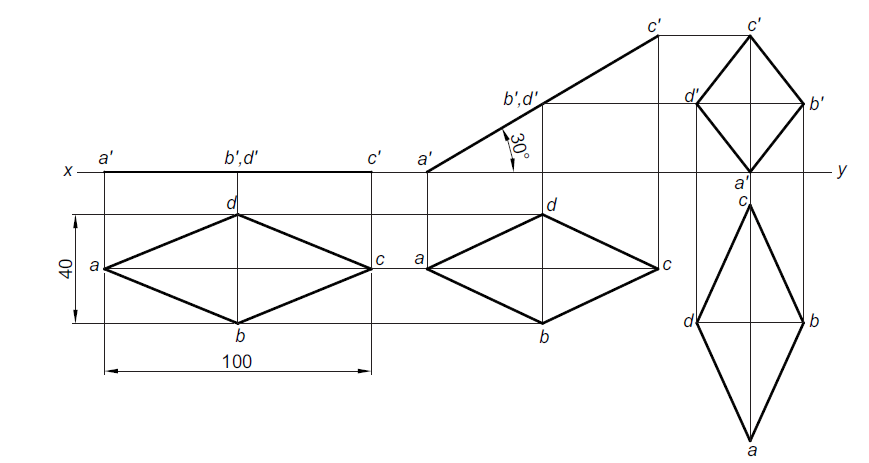 c' c'
b',d' d' b'
30°
x a' b',d' c' a' y
a'
d d c
40 a c a c
d b
b b
100
a